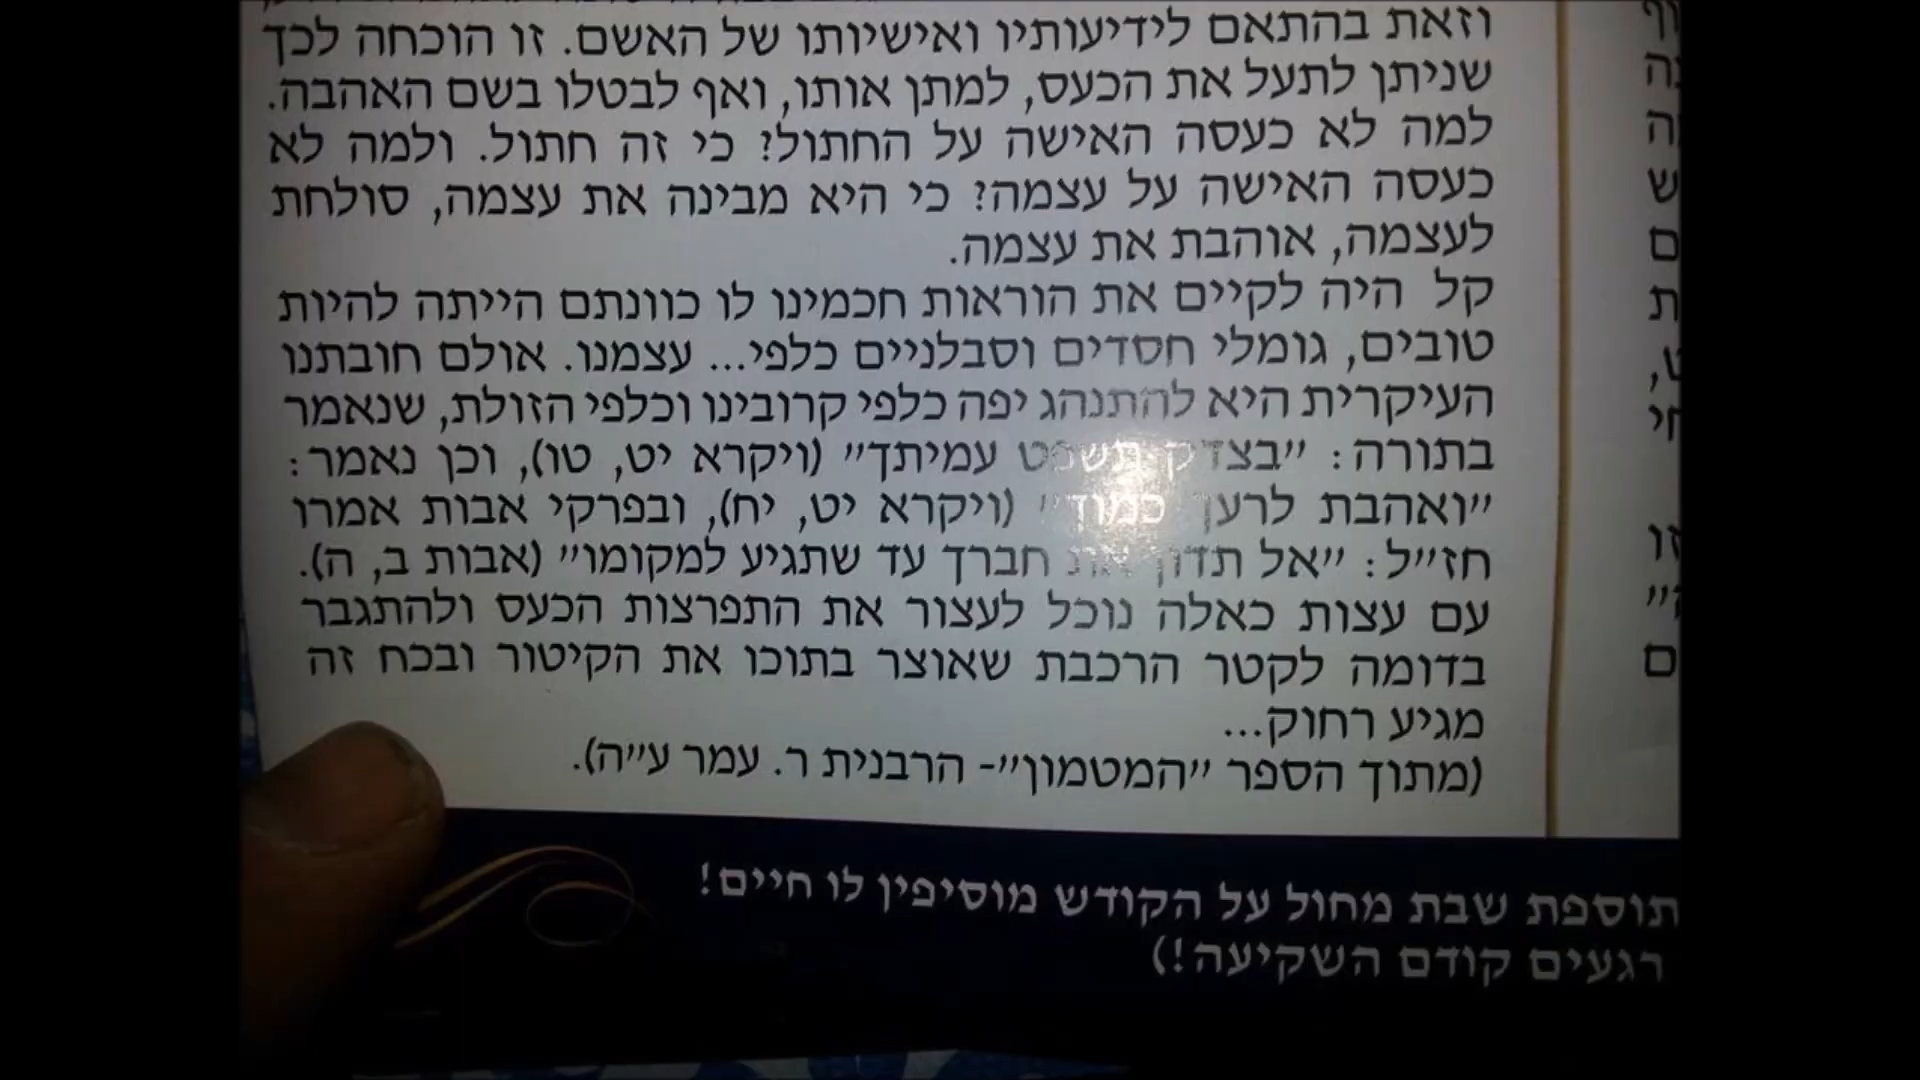 וזאת בהתאם לידיעותיו ואישיותו של האשם. זו הוכחה לכך
שניתן לתעל את הכעס, למתן אותו, ואף לבטלו בשם האהבה.
למה לא כעסה האישה על החתול? כי זה חתול. ולמה לא
כעסה האישה על עצמה? כי היא מבינה את עצמה, סולחת
לעצמה, אוהבת את עצמה.
קל היה לקיים את הוראות חכמינו לו כוונתם הייתה להיות
טובים, גומלי חסדים וסבלניים כלפי... עצמנו. אולם חובתנו
העיקרית היא להתנהג יפה כלפי קרובינו וכלפי הזולת, שנאמר
בתורה: "בצדק תשפט עמיתך" (ויקרא יט, טו), וכן נאמר:
"ואהבת לרעך כמוך" (ויקרא יט, יח), ובפרקי אבות אמרו
חז"ל: "אל תדון את חברך עד שתגיע למקומו" (אבות ב, ה).
עם עצות כאלה נוכל לעצור את התפרצות הכעס ולהתגבר
בדומה לקטר הרכבת שאוצר בתוכו את הקיטור ובכח זה
מגיע רחוק...
(מתוך הספר "המטמון"- הרבנית ר. עמר ע"ה).
תוספת שבת מחול על הקודש מוסיפין לו חיים!
רגעים קודם השקיעה!)